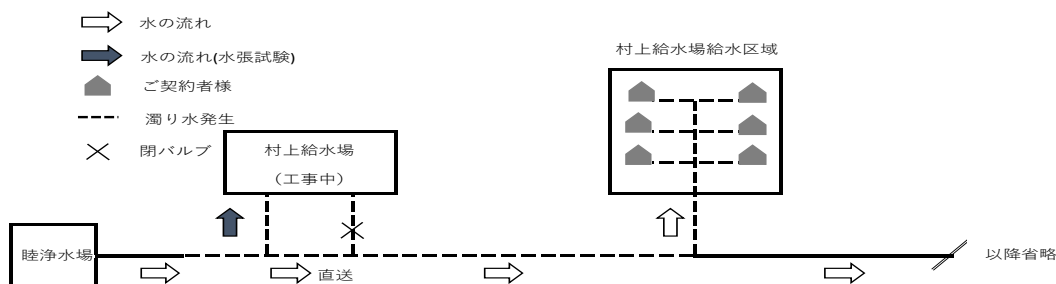 水の流れ
水の流れ(水張試験)
ご契約者様
濁り水発生
閉バルブ
村上給水場給水区域
村上給水場
（工事中）
睦浄水場
直送
以降省略